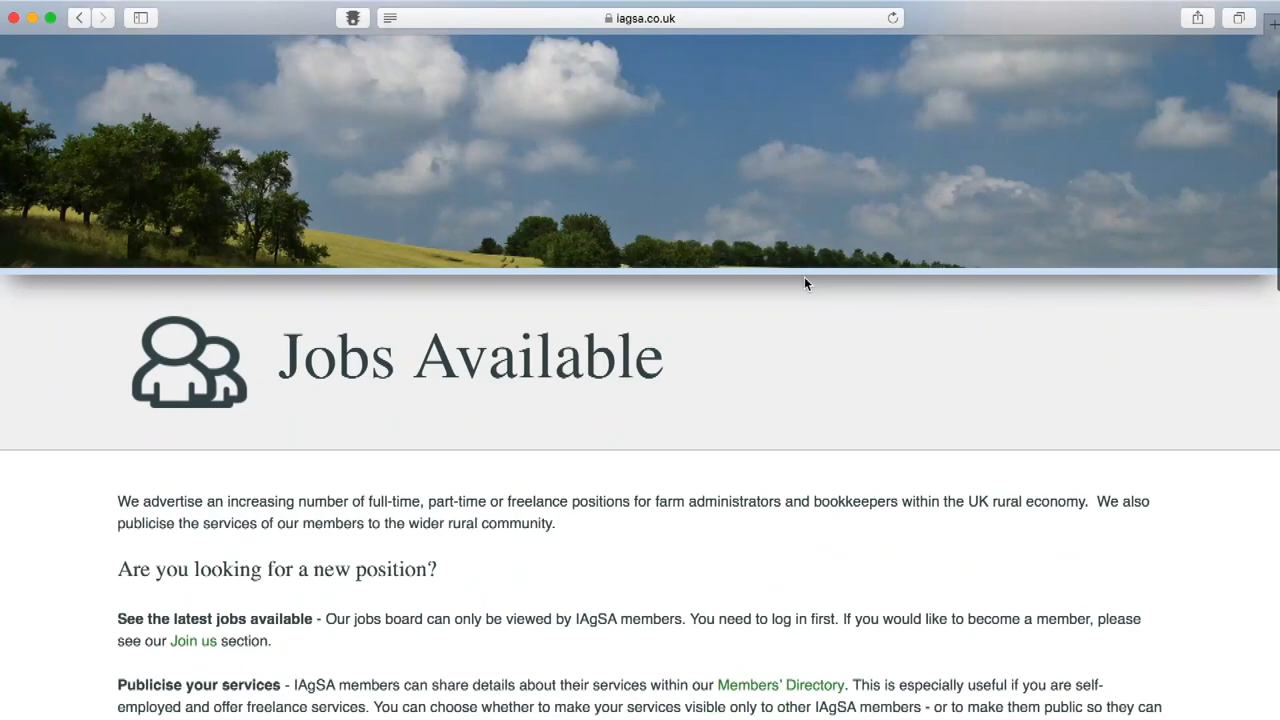 iagsa.co.uk
Jobs Available
We advertise an increasing number of full-time, part-time or freelance positions for farm administrators and bookkeepers within the UK rural economy.  We also
publicise the services of our members to the wider rural community.
Are you looking for a new position?
See the latest jobs available - Our jobs board can only be viewed by IAgSA members. You need to log in first. If you would like to become a member, please
see our Join us section.
Publicise your services - IAgSA members can share details about their services within our Members' Directory. This is especially useful if you are self-
employed and offer freelance services. You can choose whether to make your services visible only to other IAgSA members - or to make them public so they can